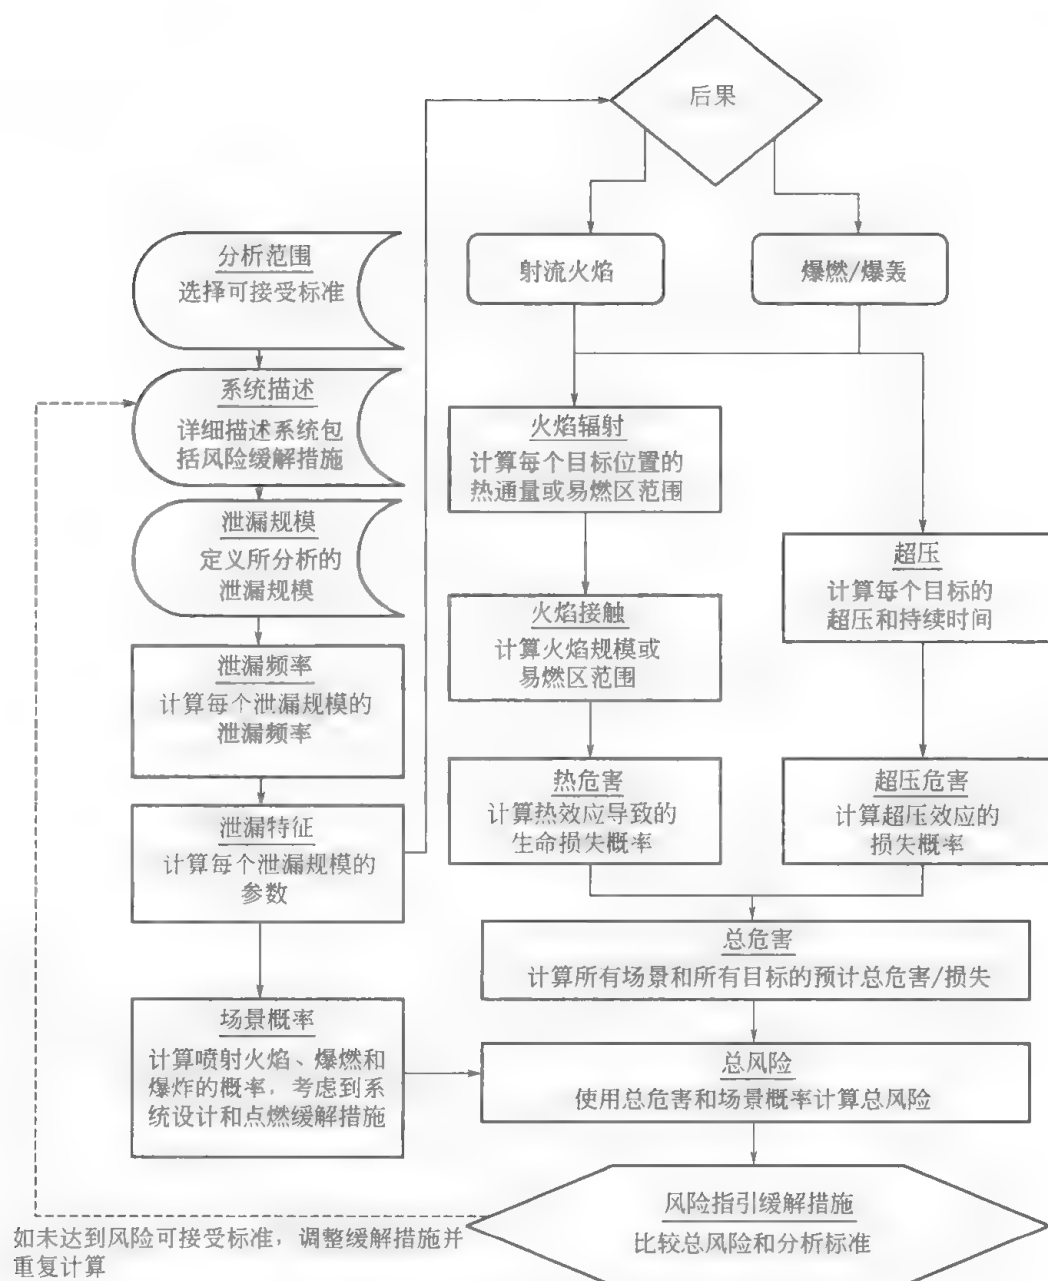 后果
射流火焰
爆燃/爆轰
分析范围
选择可接受标准
系统描述
详细描述系统包
括风险缓解措施
泄漏规模
定义所分析的
泄漏规模
泄漏频率
计算每个泄漏规模的
泄漏频率
泄漏特征
计算每个泄漏规模的
参数
场景概率
计算喷射火焰、爆燃和
爆炸的概率，考虑到系
统设计和点燃缓解措施
火焰辐射
计算每个目标位置的
热通量或易燃区范围
火焰接触
计算火焰规模或
易燃区范围
热危害
计算热效应导致的
生命损失概率
超压
计算每个目标的
超压和持续时间
超压危害
计算超压效应的
损失概率
总危害
计算所有场景和所有目标的预计总危害/损失
总风险
使用总危害和场景概率计算总风险
风险指引缓解措施
比较总风险和分析标准
如未达到风险可接受标准，调整缓解措施并
重复计算